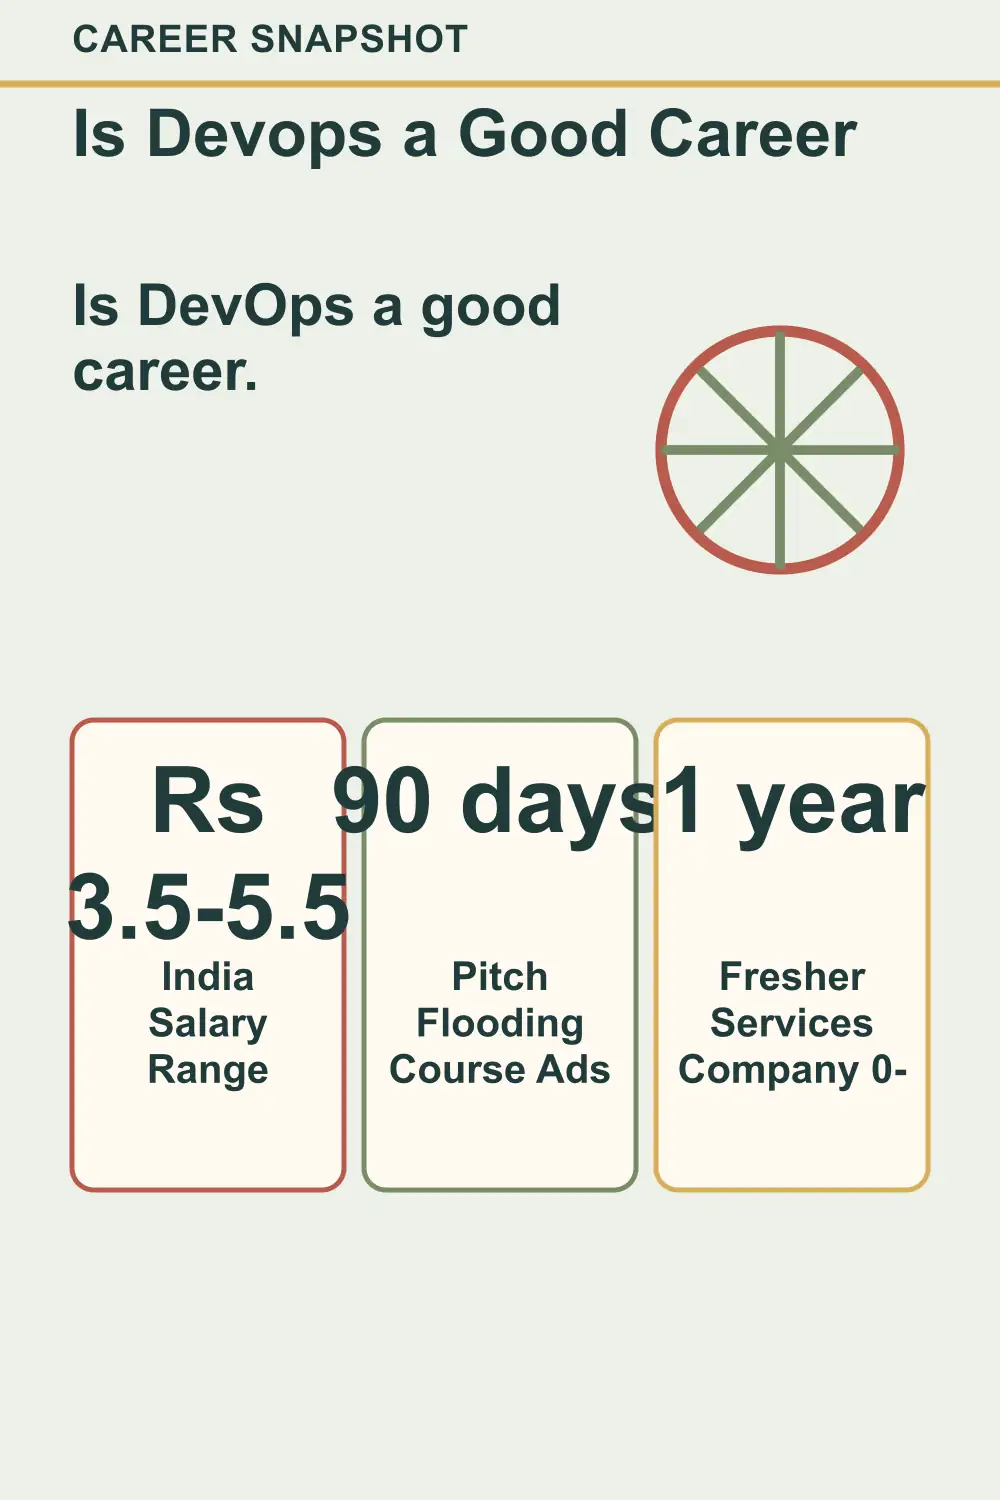 CAREER SNAPSHOT
Is Devops a Good Career
Is DevOps a good
career.
Rs
3.5-5.5
India
Salary
Range
90 days
Pitch
Flooding
Course Ads
1 year
Fresher
Services
Company 0-